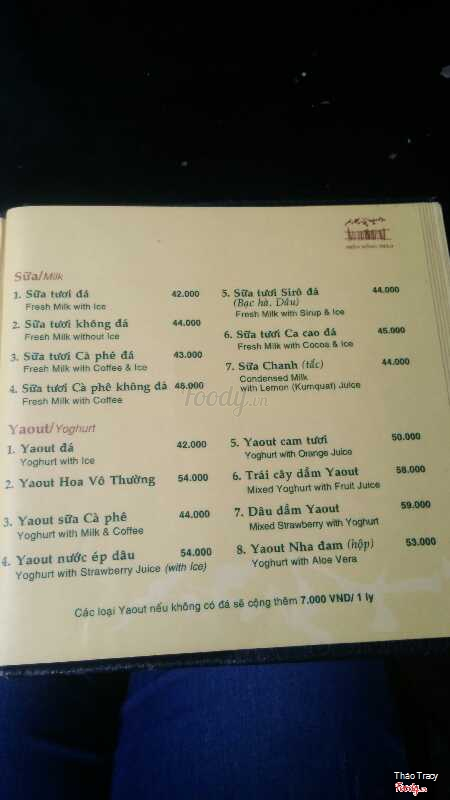 Sữa/Milk
1. Sữa tươi đá 42.000
Fresh Milk with Ice
2. Sữa tươi không đá 44.000
Fresh Milk without Ice
3. Sữa tươi Cà phê đá 43.000
Fresh Milk with Coffee & Ice
4. Sữa tươi Cà phê không đá 46.000
Fresh Milk with Coffee
5. Sữa tươi Sirô đá 44.000
(Bạc hà, Dâu)
Fresh Milk with Sirup & Ice
6. Sữa tươi Ca cao đá 45.000
Fresh Milk with Cocoa & Ice
7. Sữa Chanh (tắc) 44.000
Condensed Milk
with Lemon (Kumquat) Juice
foody.vn
Yaout/Yoghurt
1. Yaout đá 42.000
Yoghurt with Ice
2. Yaout Hoa Vô Thường 54.000
3. Yaout sữa Cà phê 44.000
Yoghurt with Milk & Coffee
4. Yaout nước ép dâu 54.000
Yoghurt with Strawberry Juice (with Ice)
5. Yaout cam tươi 50.000
Yoghurt with Orange Juice
6. Trái cây dầm Yaout 58.000
Mixed Yoghurt with Fruit Juice
7. Dâu dầm Yaout 59.000
Mixed Strawberry with Yoghurt
8. Yaout Nha đam (hộp) 53.000
Yoghurt with Aloe Vera
Các loại Yaout nếu không có đá sẽ cộng thêm 7.000 VND/ 1 ly
Thảo Tracy
Foody.vn